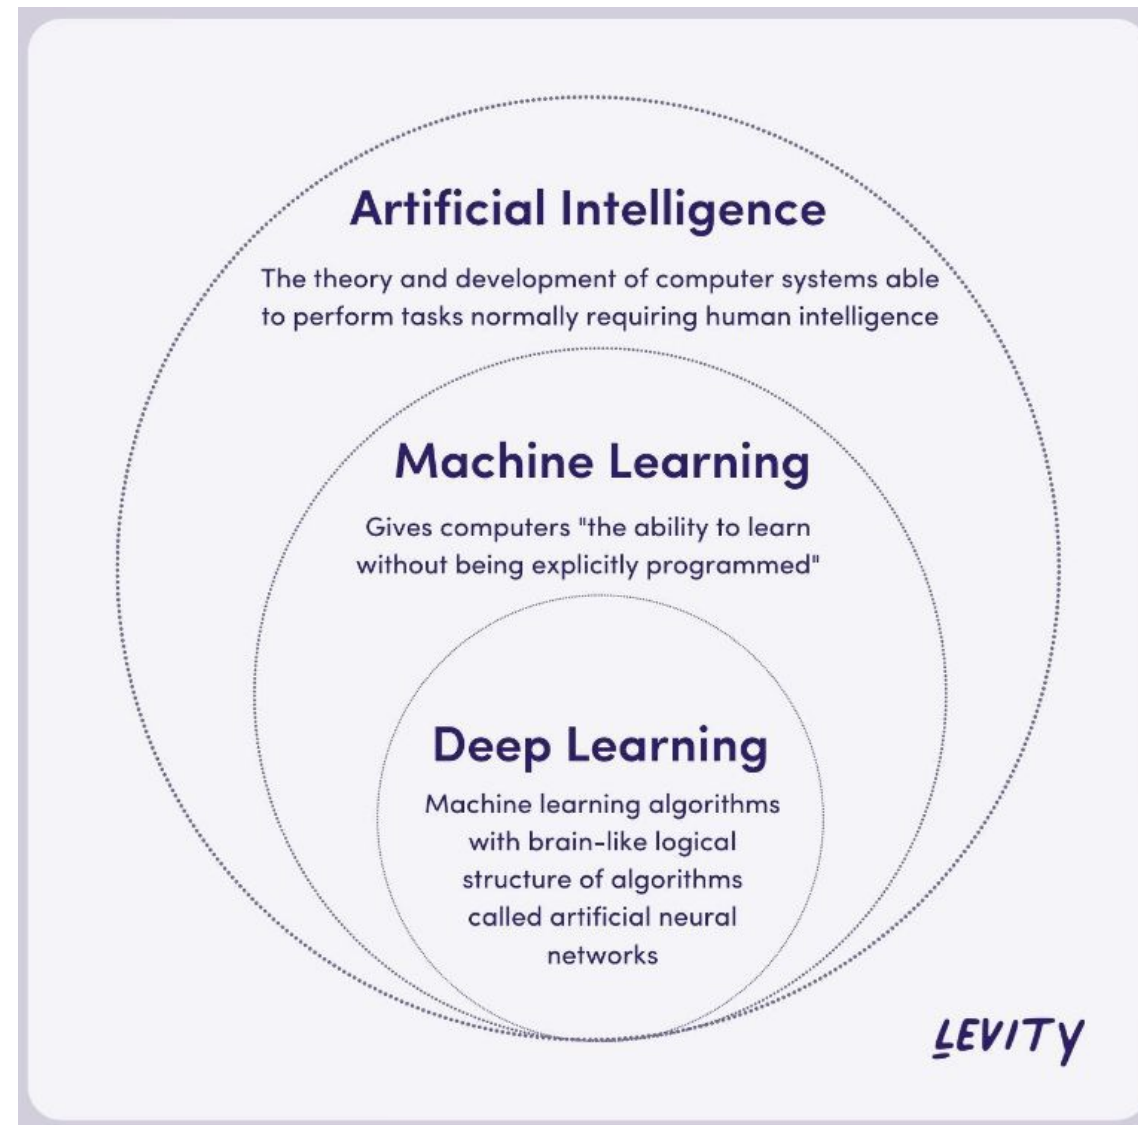 Artificial Intelligence
The theory and development of computer systems able
to perform tasks normally requiring human intelligence
Machine Learning
Gives computers "the ability to learn
without being explicitly programmed"
Deep Learning
Machine learning algorithms
with brain-like logical
structure of algorithms
called artificial neural
networks
LEVITY